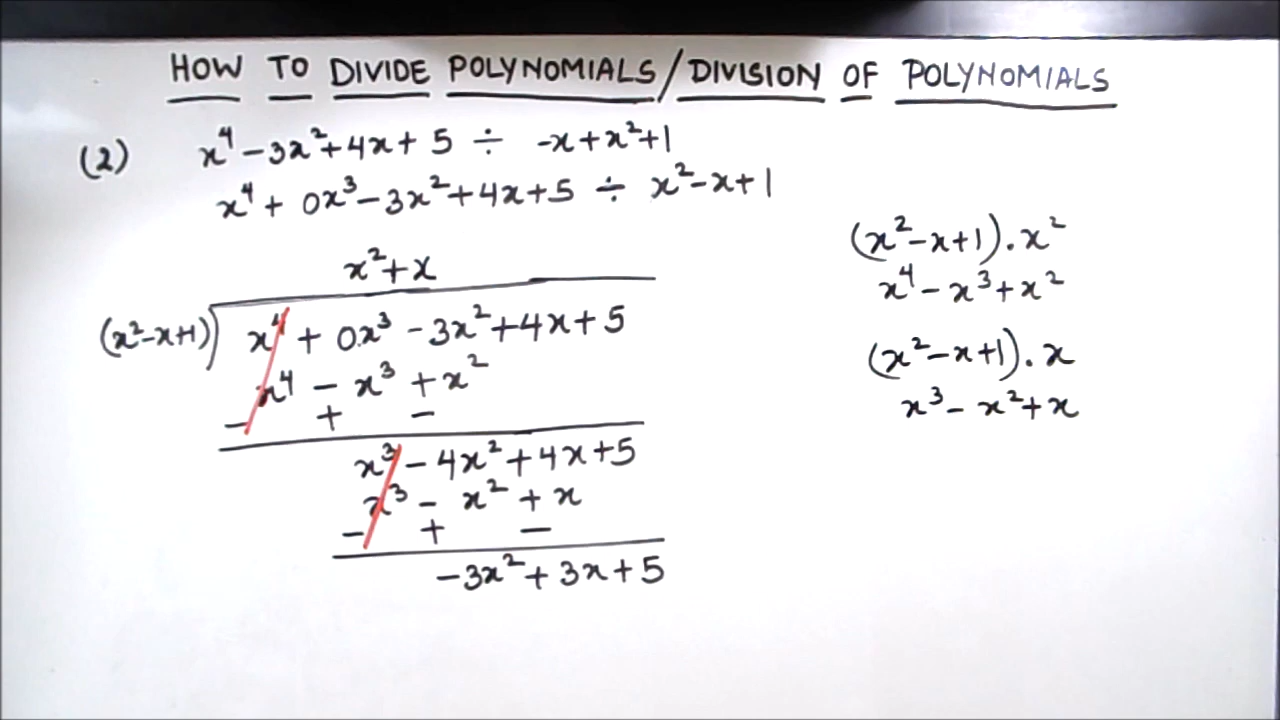 HOW TO DIVIDE POLYNOMIALS/DIVISION OF POLYNOMIALS
(2) x⁴-3x²+4x+5 ÷ -x+x²+1
x⁴+0x³-3x²+4x+5 ÷ x²-x+1
x²+x
(x²-x+1) x⁴+0x³-3x²+4x+5
x⁴-x³+x²
- + -
x³-4x²+4x+5
x³-x²+x
- + -
-3x²+3x+5
(x²-x+1).x²
x⁴-x³+x²
(x²-x+1).x
x³-x²+x